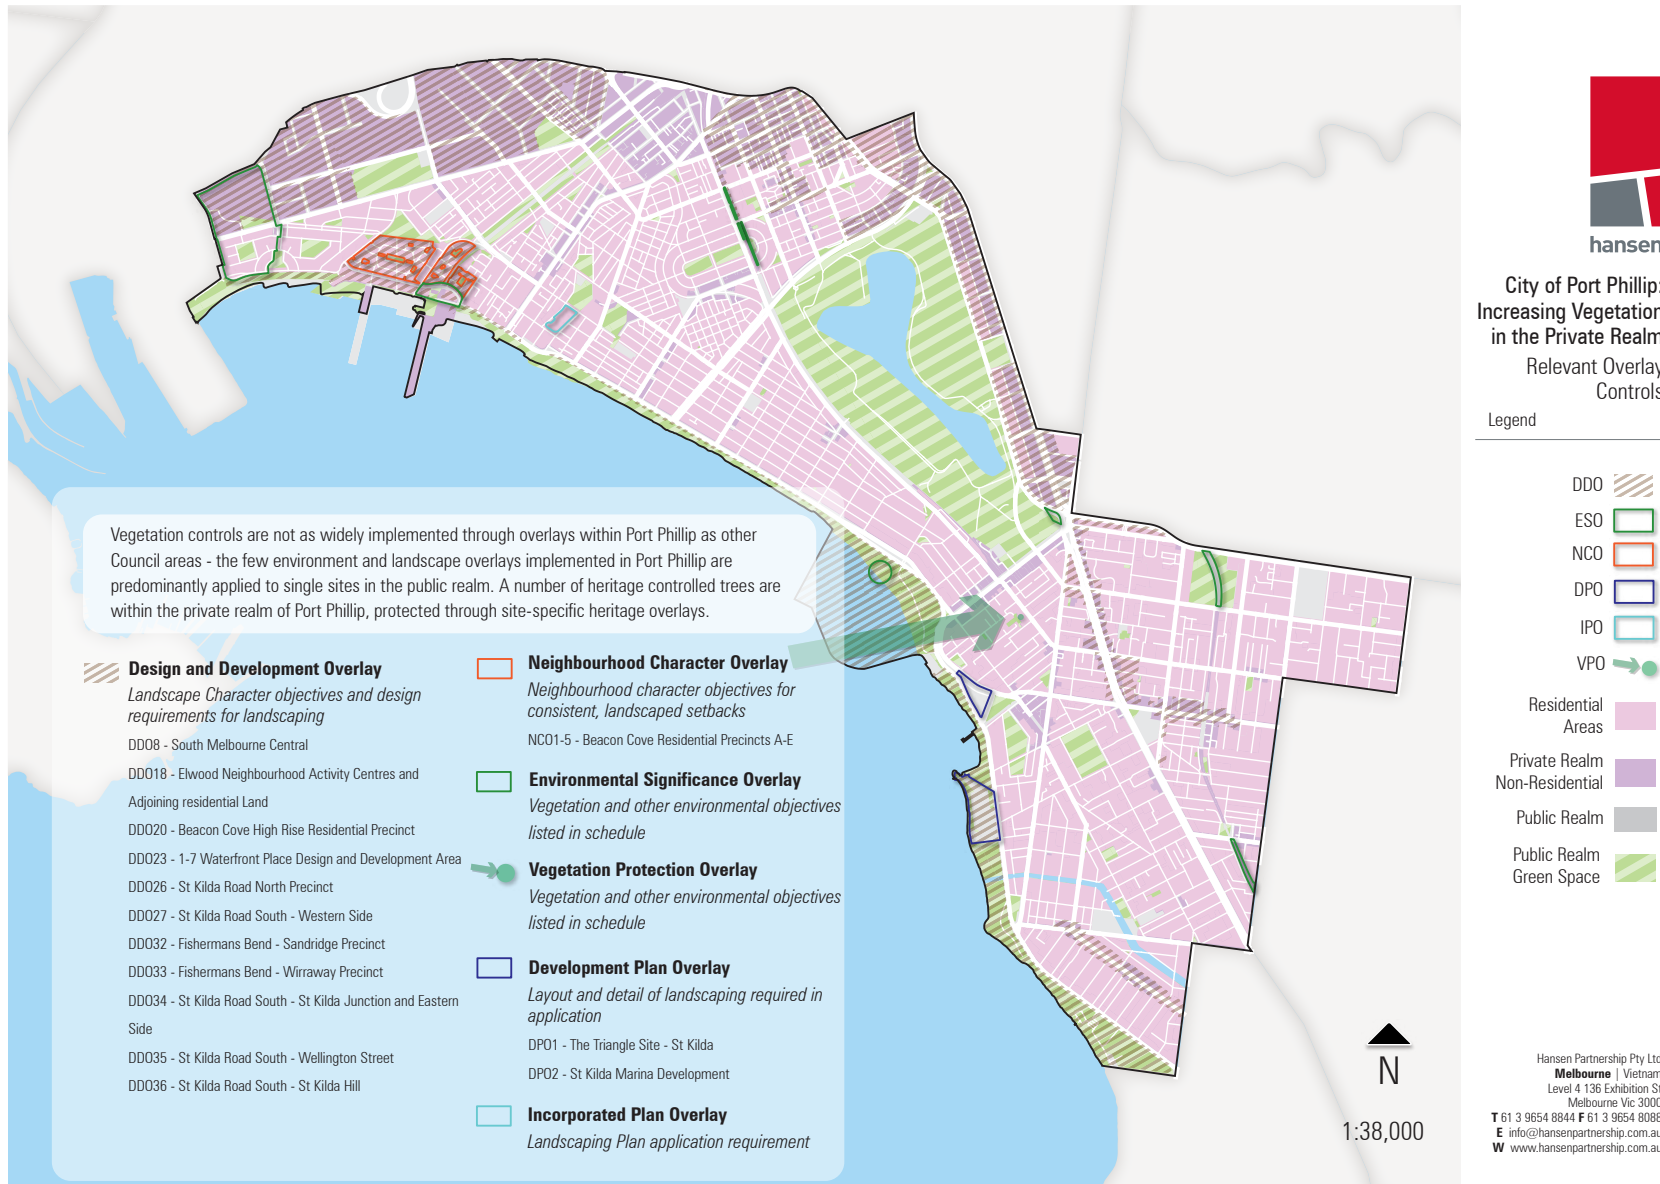 Vegetation controls are not as widely implemented through overlays within Port Phillip as other
Council areas - the few environment and landscape overlays implemented in Port Phillip are
predominantly applied to single sites in the public realm. A number of heritage controlled trees are
within the private realm of Port Phillip, protected through site-specific heritage overlays.
Design and Development Overlay
Landscape Character objectives and design
requirements for landscaping
DDO8 - South Melbourne Central
DDO18 - Elwood Neighbourhood Activity Centres and
Adjoining residential Land
DDO20 - Beacon Cove High Rise Residential Precinct
DDO23 - 1-7 Waterfront Place Design and Development Area
DDO26 - St Kilda Road North Precinct
DDO27 - St Kilda Road South - Western Side
DDO32 - Fishermans Bend - Sandridge Precinct
DDO33 - Fishermans Bend - Wirraway Precinct
DDO34 - St Kilda Road South - St Kilda Junction and Eastern
Side
DDO35 - St Kilda Road South - Wellington Street
DDO36 - St Kilda Road South - St Kilda Hill
Neighbourhood Character Overlay
Neighbourhood character objectives for
consistent, landscaped setbacks
NCO1-5 - Beacon Cove Residential Precincts A-E
Environmental Significance Overlay
Vegetation and other environmental objectives
listed in schedule
Vegetation Protection Overlay
Vegetation and other environmental objectives
listed in schedule
Development Plan Overlay
Layout and detail of landscaping required in
application
DPO1 - The Triangle Site - St Kilda
DPO2 - St Kilda Marina Development
Incorporated Plan Overlay
Landscaping Plan application requirement
N
1:38,000
hansen
City of Port Phillip:
Increasing Vegetation
in the Private Realm
Relevant Overlay
Controls
Legend
DDO
ESO
NCO
DPO
IPO
VPO
Residential
Areas
Private Realm
Non-Residential
Public Realm
Public Realm
Green Space
Hansen Partnership Pty Ltd
Melbourne | Vietnam
Level 4 136 Exhibition St
Melbourne Vic 3000
T 61 3 9654 8844 F 61 3 9654 8088
E info@hansenpartnership.com.au
W www.hansenpartnership.com.au